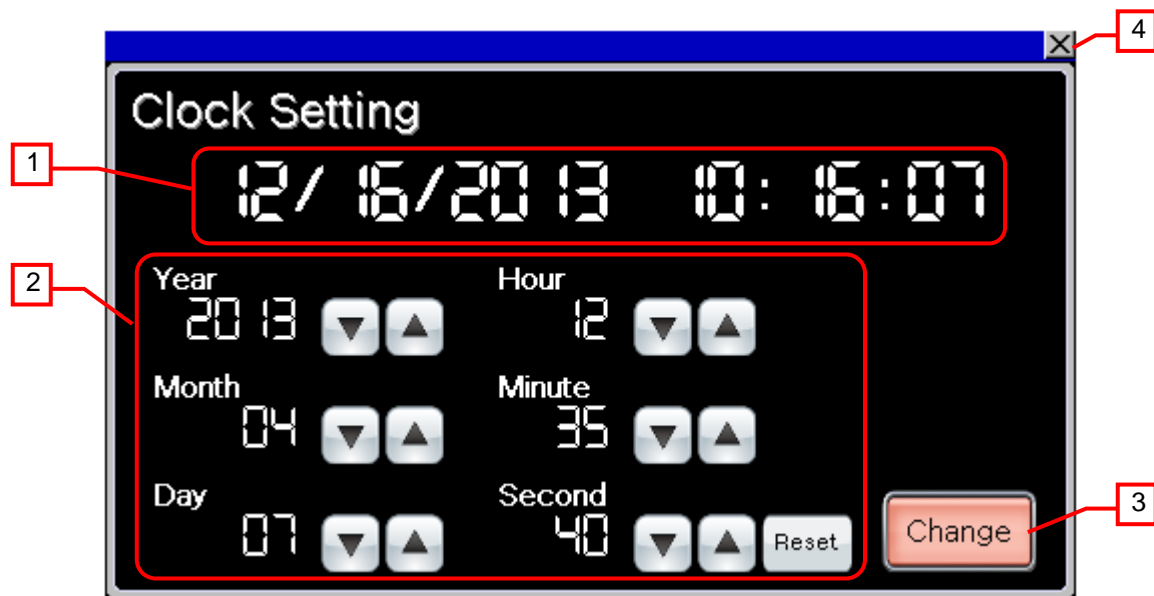 4
Clock Setting
1
12/16/2013 10:16:07
2
Year Hour
2013 12
Month Minute
04 35
Day Second
07 40 Reset
Change
3